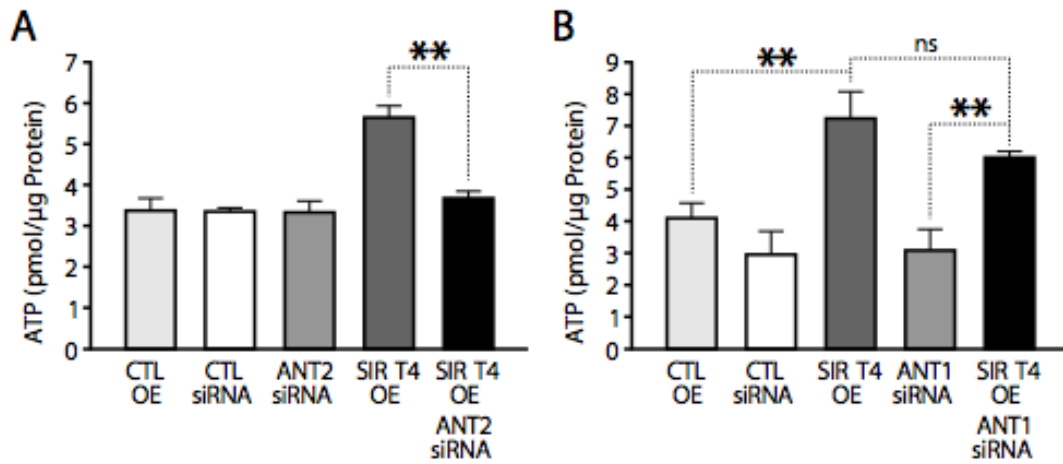 A
ATP (pmol/µg Protein)
7
6
5
4
3
2
1
0
**
CTL OE
CTL siRNA
ANT2 siRNA
SIR T4 OE
SIR T4 OE ANT2 siRNA
B
ATP (pmol/µg Protein)
9
8
7
6
5
4
3
2
1
0
**
ns
**
CTL OE
CTL siRNA
SIR T4 OE
ANT1 siRNA
SIR T4 OE ANT1 siRNA